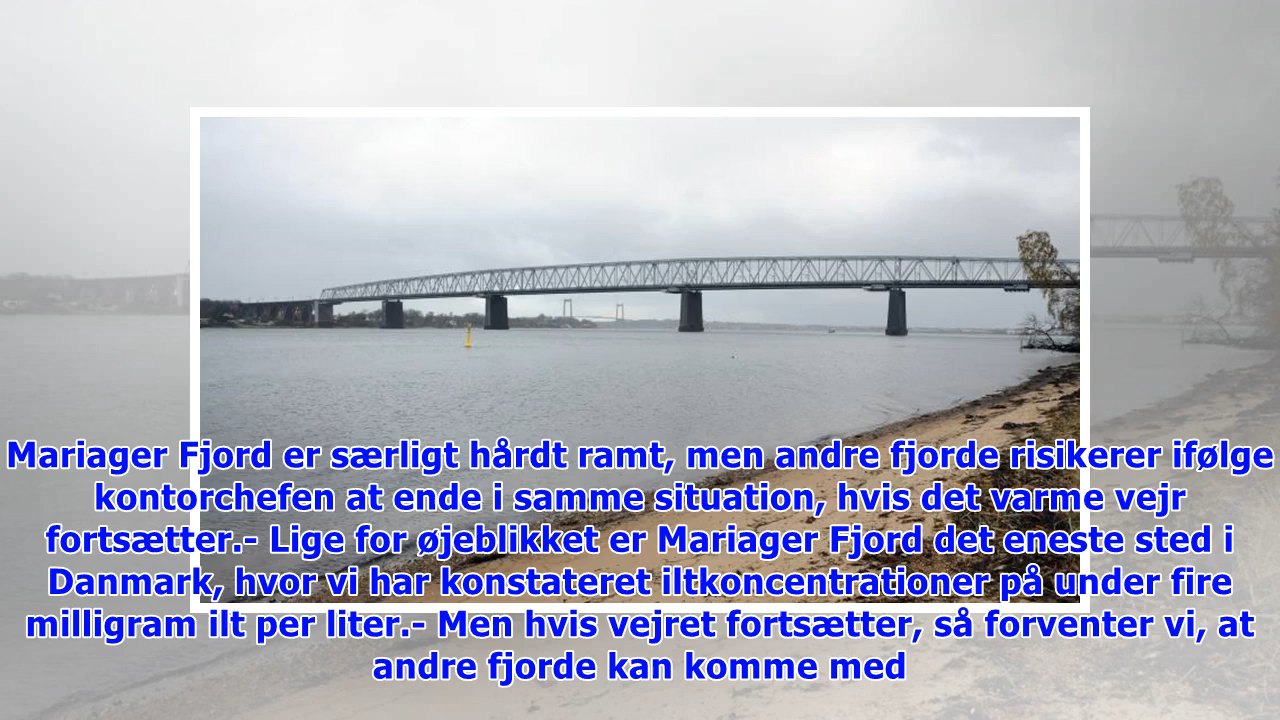 Mariager Fjord er særligt hårdt ramt, men andre fjorde risikerer ifølge
kontorchefen at ende i samme situation, hvis det varme vejr
fortsætter.- Lige for øjeblikket er Mariager Fjord det eneste sted i
Danmark, hvor vi har konstateret iltkoncentrationer på under fire
milligram ilt per liter.- Men hvis vejret fortsætter, så forventer vi, at
andre fjorde kan komme med